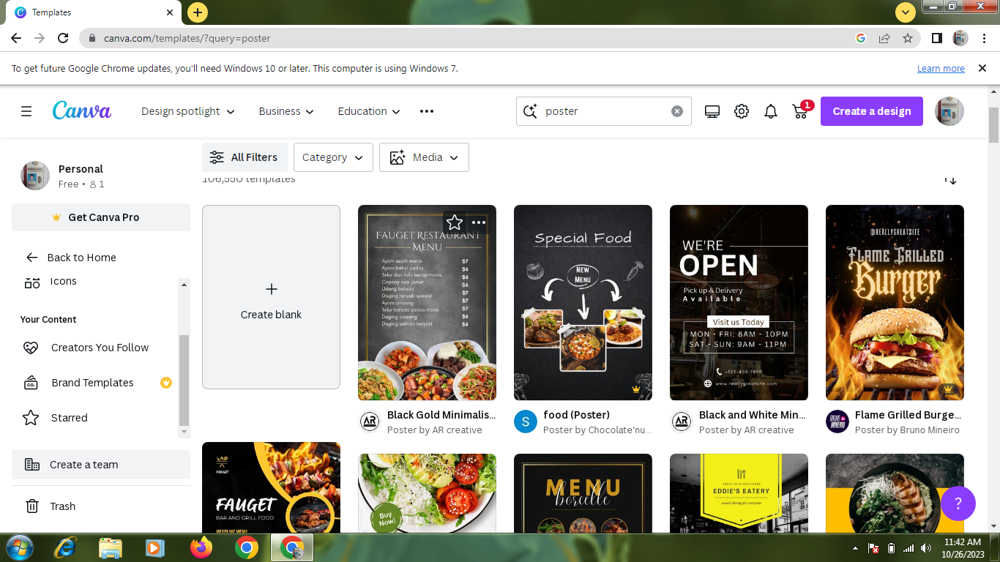 Templates
canva.com/templates/?query=poster
To get future Google Chrome updates, you'll need Windows 10 or later. This computer is using Windows 7.
Learn more
Canva
Design spotlight
Business
Education
poster
1
Create a design
Personal
Free • 1
Get Canva Pro
Back to Home
Icons
Your Content
Creators You Follow
Brand Templates
Starred
Create a team
Trash
All Filters
Category
Media
106,550 templates
Create blank
Fauget Restaurant
Menu
Ayam asam manis $7
Ayam bakar pedas $6
Telur dan tofu kecap manis $6
Capcay nasi jamur $6
Udang balado $7
Daging teriyaki spesial $7
Ayam cincang $7
Telur balado pedas manis $7
Daging cincang $6
Daging salmon teriyaki $6
Black Gold Minimalis...
Poster by AR creative
Special Food
New
Menu
S
food (Poster)
Poster by Chocolate'nu...
WE'RE
OPEN
Pick up & Delivery
Available
Visit us Today
MON - FRI: 8AM - 10PM
SAT - SUN: 9AM - 11PM
+123-456-7890
www.reallygreatsite.com
AR
Black and White Min...
Poster by AR creative
@REALLYGREATSITE
FLAME GRILLED
Burger
Flame Grilled Burge...
Poster by Bruno Mineiro
FAUGET
FAUGET
BAR AND GRILL FOOD
HEADLINE MENU
Buy
Now!
MENU
borcelle
EDDIE'S EATERY
casual dining for everyone
?
11:42 AM
10/26/2023